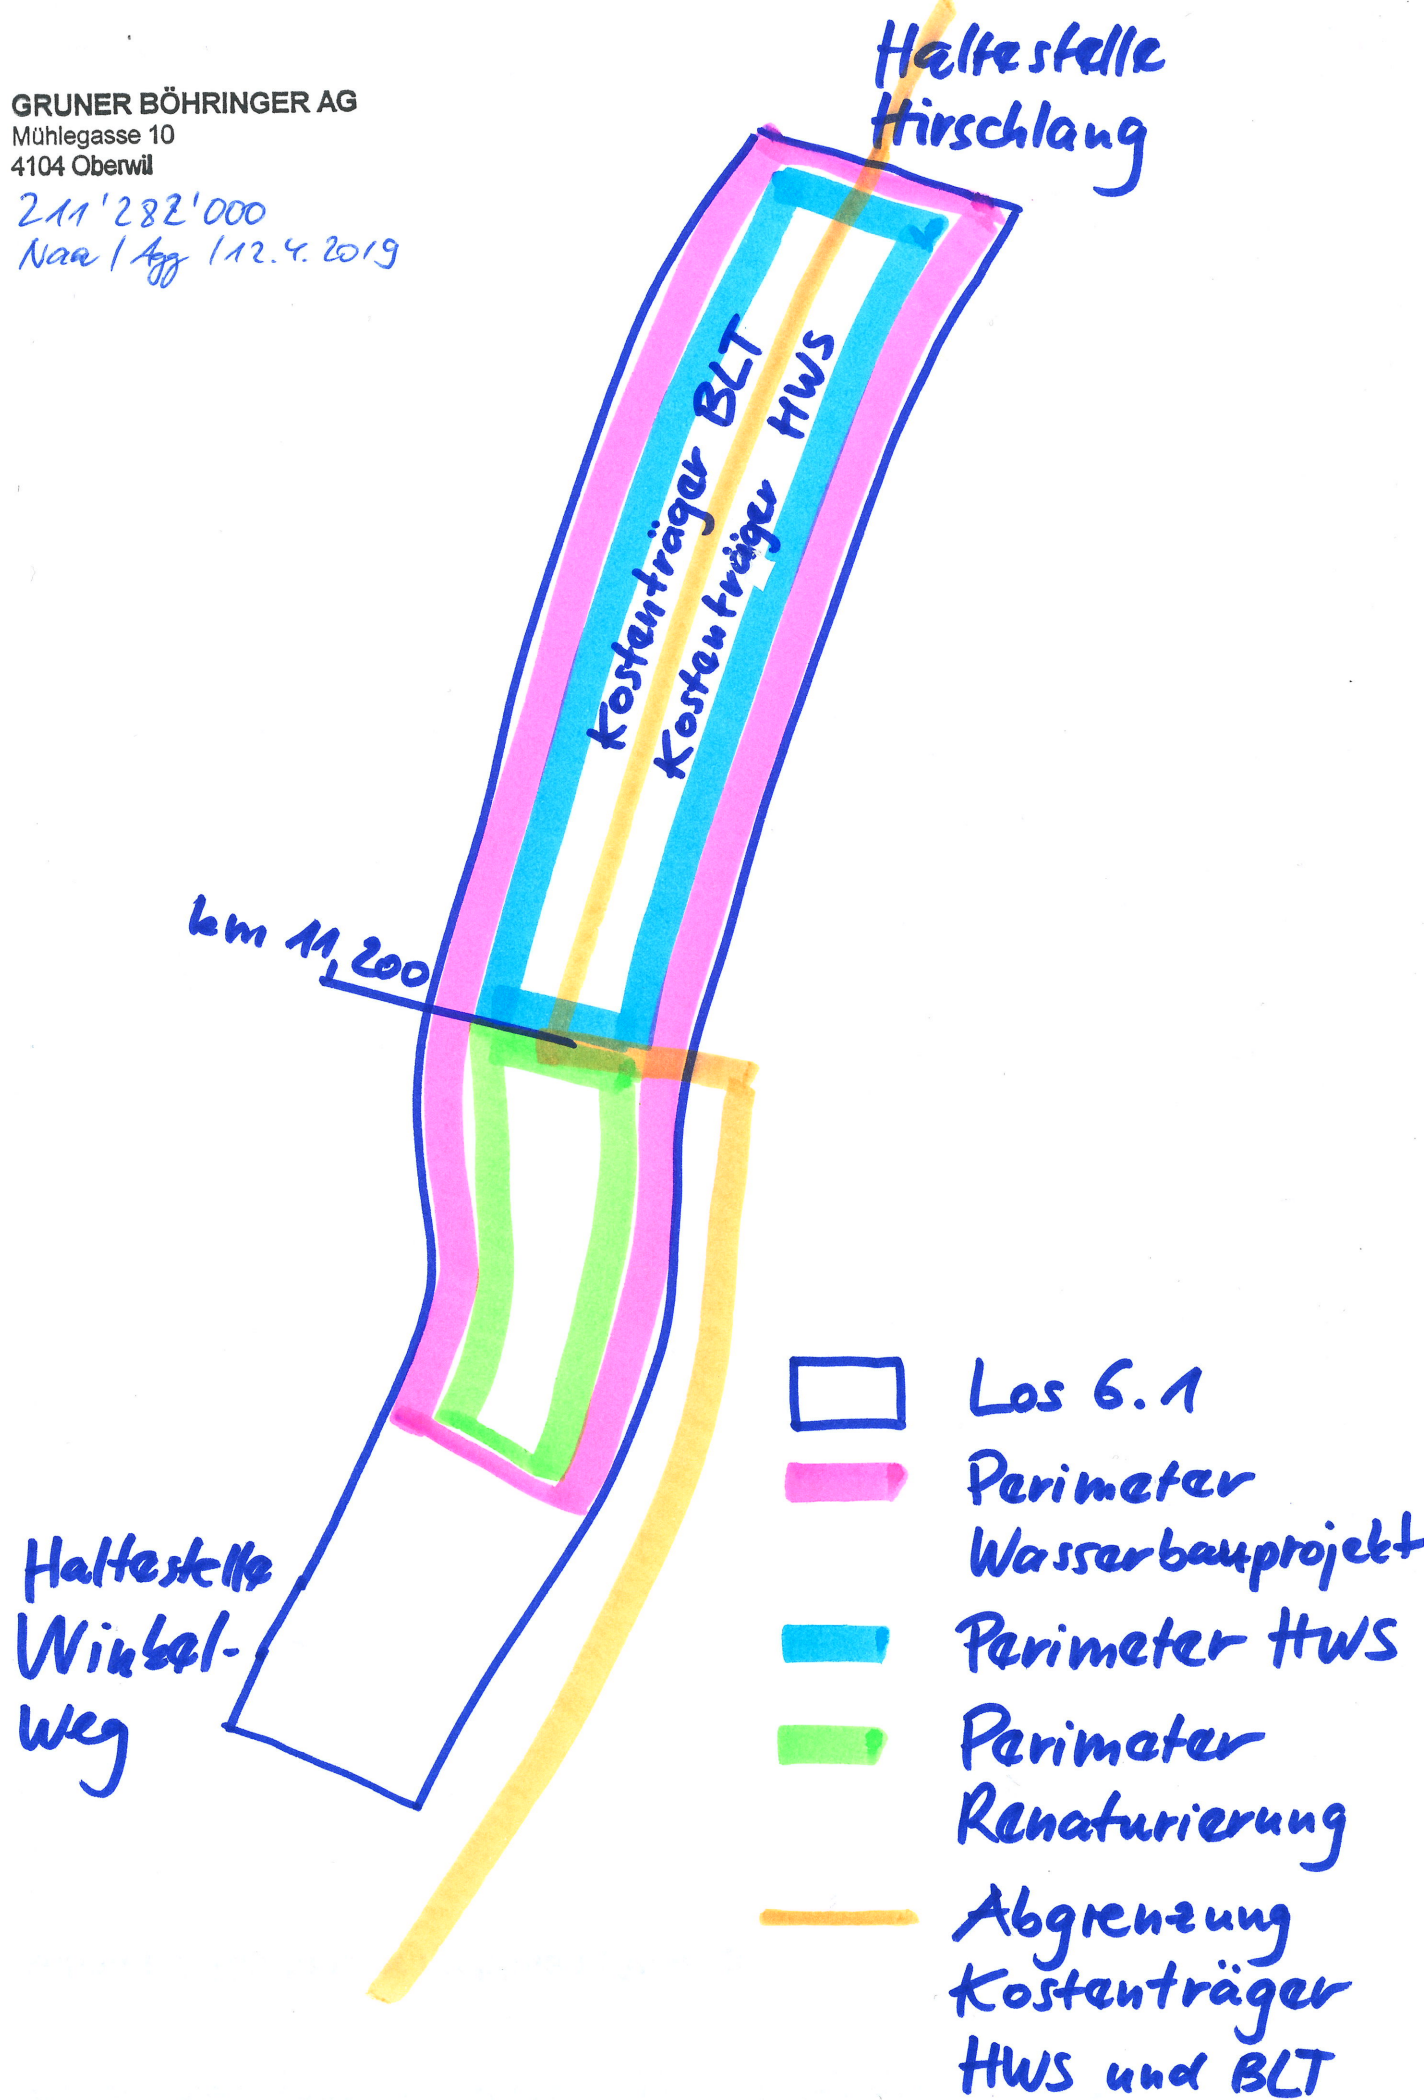 GRUNER BÖHRINGER AG
Mühlegasse 10
4104 Oberwil
211'282'000
Naa / Agg / 12.4.2019
Haltestelle
Hirschlang
Kostenträger BLT
Kostenträger HWS
km 11,200
Haltestelle
Winkel-
weg
Los 6.1
Perimeter
Wasserbauprojekt
Perimeter HWS
Perimeter
Renaturierung
Abgrenzung
Kostenträger
HWS und BLT